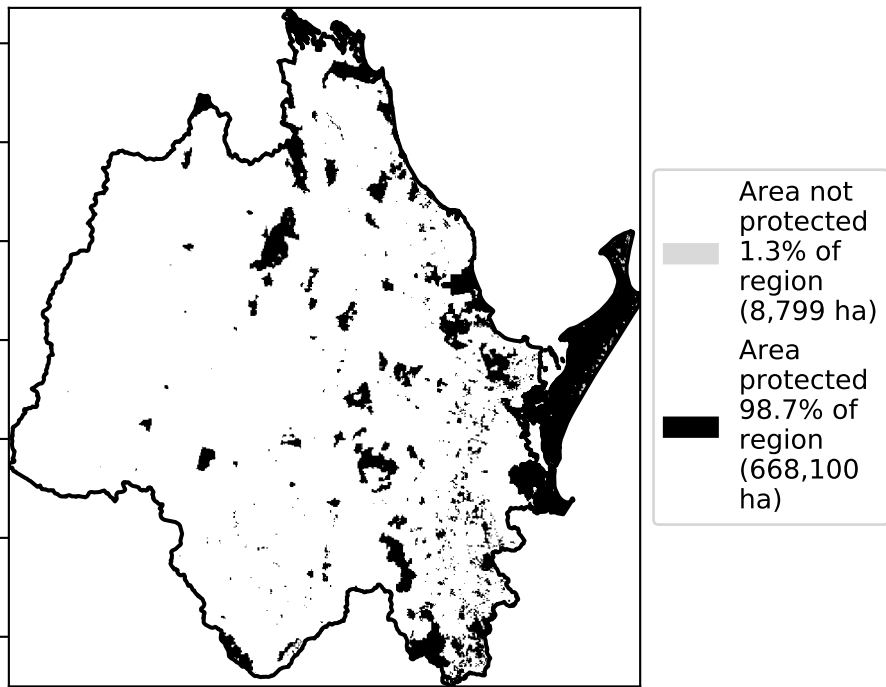 Area not
protected
1.3% of
region
(8,799 ha)
Area
protected
98.7% of
region
(668,100
ha)